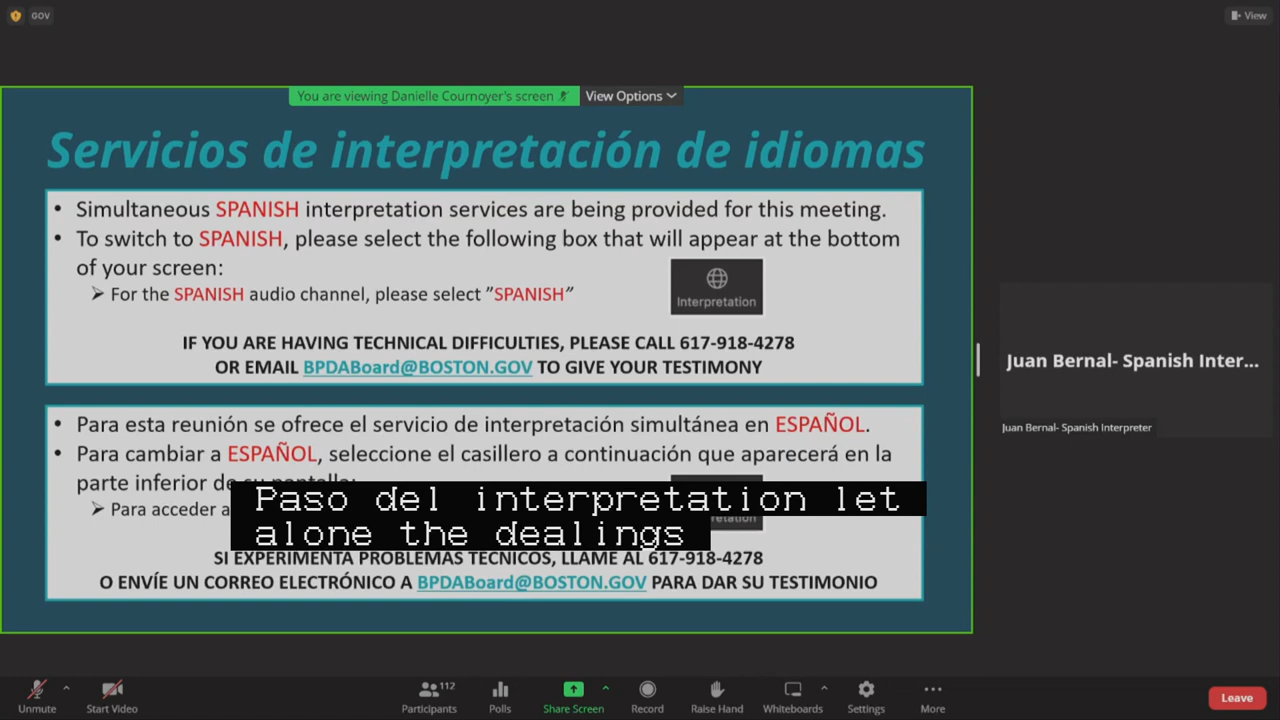 GOV
View
You are viewing Danielle Cournoyer's screen
View Options
Servicios de interpretación de idiomas
• Simultaneous SPANISH interpretation services are being provided for this meeting.
• To switch to SPANISH, please select the following box that will appear at the bottom
of your screen:
➢ For the SPANISH audio channel, please select "SPANISH"
Interpretation
IF YOU ARE HAVING TECHNICAL DIFFICULTIES, PLEASE CALL 617-918-4278
OR EMAIL BPDABoard@BOSTON.GOV TO GIVE YOUR TESTIMONY
Juan Bernal- Spanish Inter...
Juan Bernal- Spanish Interpreter
• Para esta reunión se ofrece el servicio de interpretación simultánea en ESPAÑOL.
• Para cambiar a ESPAÑOL, seleccione el casillero a continuación que aparecerá en la
parte inferior de su pantalla:
➢ Para acceder a
Paso del interpretation let
alone the dealings
SI EXPERIMENTA PROBLEMAS TÉCNICOS, LLAME AL 617-918-4278
O ENVÍE UN CORREO ELECTRÓNICO A BPDABoard@BOSTON.GOV PARA DAR SU TESTIMONIO
Unmute
Start Video
112
Participants
Polls
Share Screen
Record
Raise Hand
Whiteboards
Settings
More
Leave